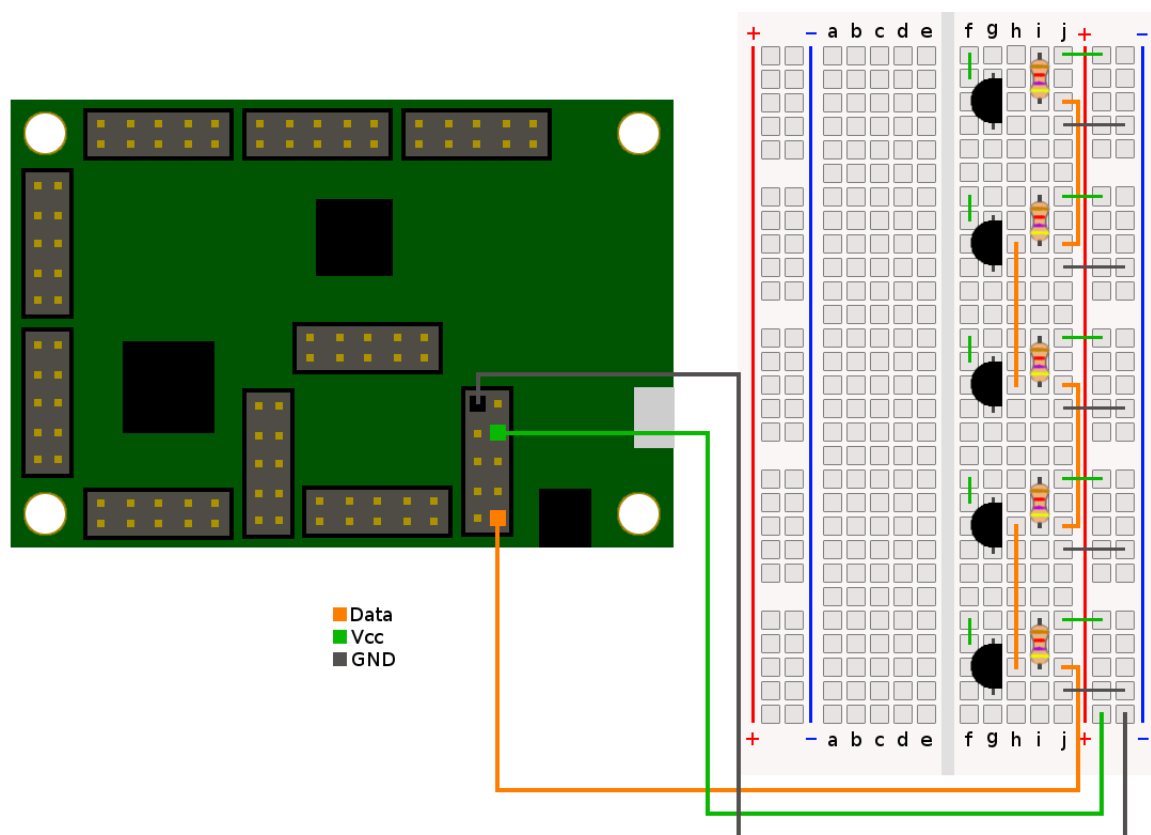 + − a b c d e f g h i j + −
Data
Vcc
GND
+ − a b c d e f g h i j + −